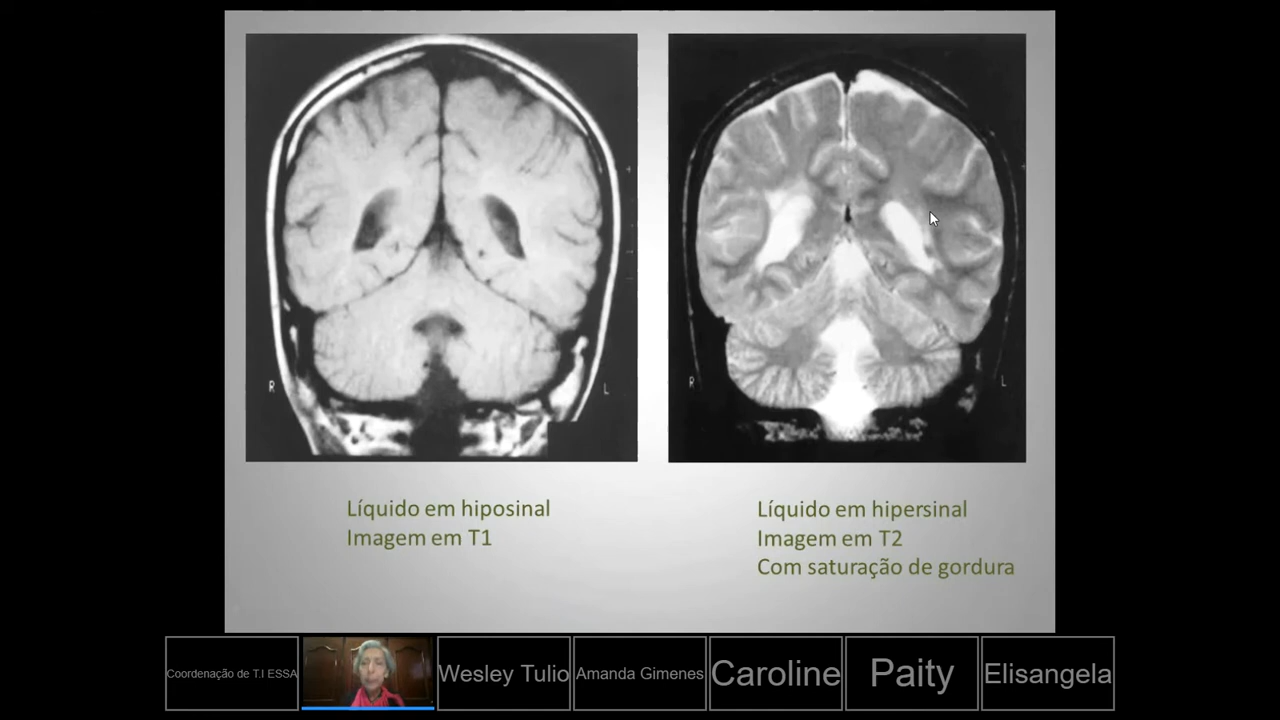 R
L
R
L
Líquido em hiposinal
Imagem em T1
Líquido em hipersinal
Imagem em T2
Com saturação de gordura
Coordenação de T.I ESSA
Wesley Tulio
Amanda Gimenes
Caroline
Paity
Elisangela